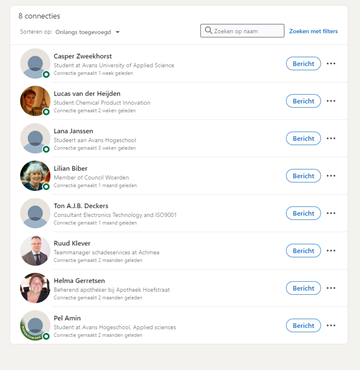 8 connecties
Sorteren op: Onlangs toegevoegd
Zoeken op naam
Zoeken met filters
Casper Zweekhorst
Student at Avans University of Applied Science
Connectie gemaakt 1 week geleden
Bericht
Lucas van der Heijden
Student Chemical Product Innovation
Connectie gemaakt 2 weken geleden
Bericht
Lana Janssen
Studeert aan Avans Hogeschool
Connectie gemaakt 3 weken geleden
Bericht
Lilian Biber
Member of Council Woerden
Connectie gemaakt 1 maand geleden
Bericht
Ton A.J.B. Deckers
Consultant Electronics Technology and ISO9001
Connectie gemaakt 1 maand geleden
Bericht
Ruud Klever
Teammanager schadeservices at Achmea
Connectie gemaakt 2 maanden geleden
Bericht
Helma Gerretsen
Beherend apotheker bij Apotheek Hoefstraat
Connectie gemaakt 2 maanden geleden
Bericht
Pel Amin
Student at Avans Hogeschool, Applied sciences
Connectie gemaakt 2 maanden geleden
Bericht